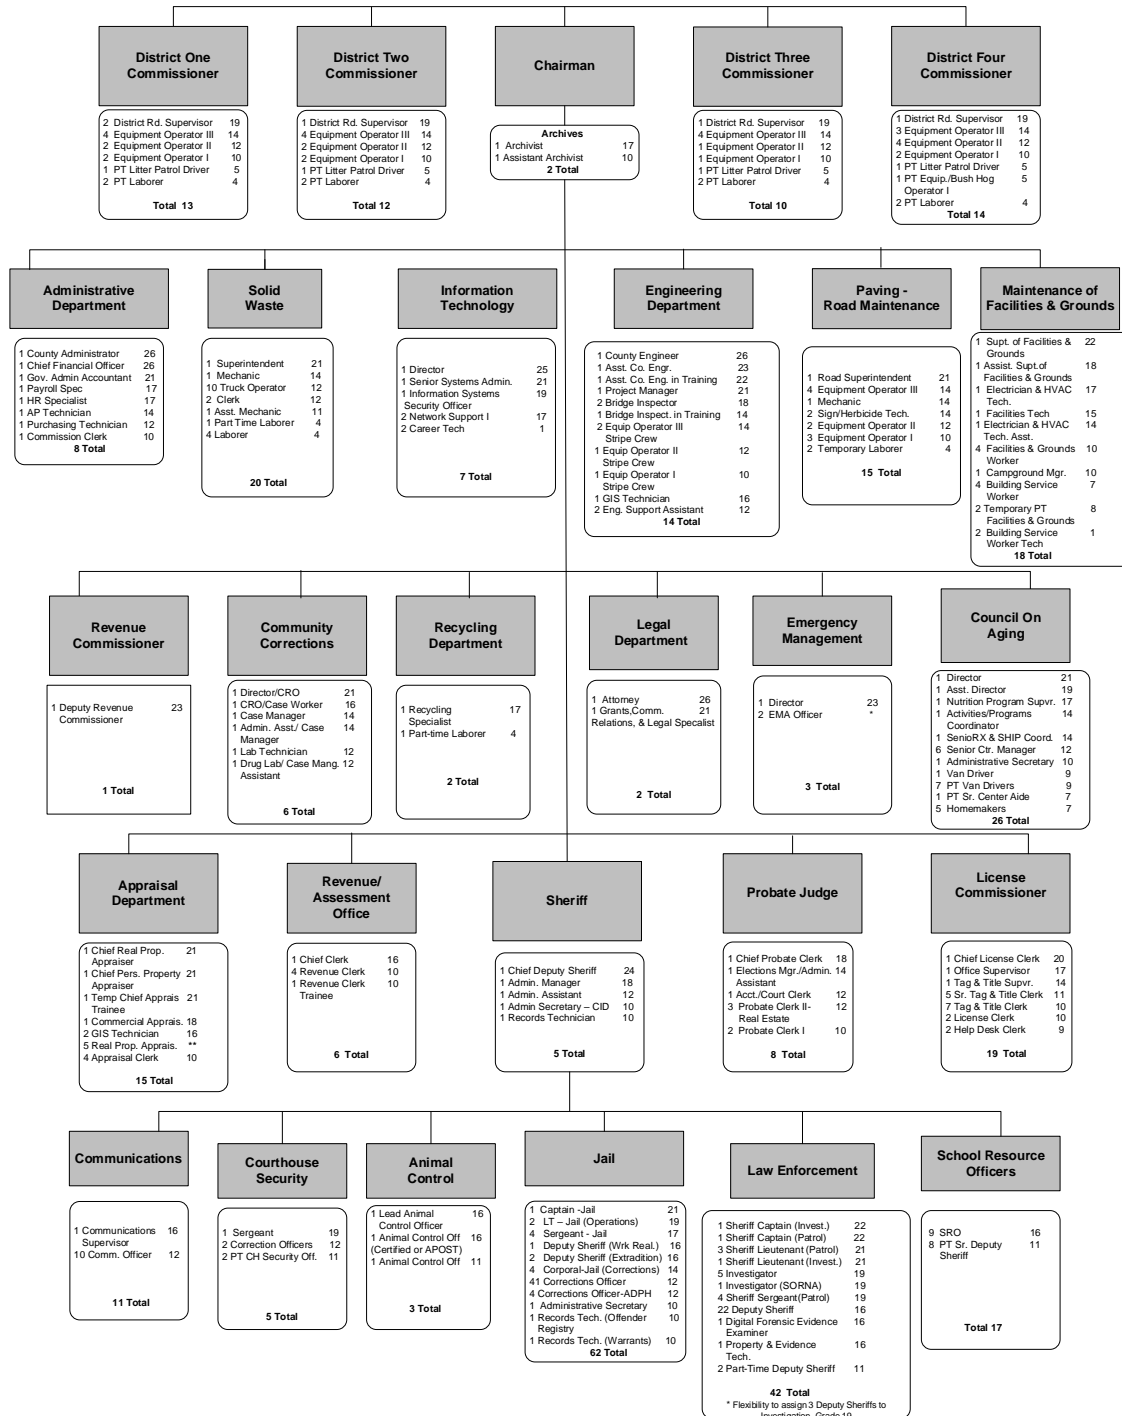 District One
Commissioner
2 District Rd. Supervisor 19
4 Equipment Operator III 14
2 Equipment Operator II 12
2 Equipment Operator I 10
1 PT Litter Patrol Driver 5
2 PT Laborer 4
Total 13
District Two
Commissioner
1 District Rd. Supervisor 19
4 Equipment Operator III 14
2 Equipment Operator II 12
2 Equipment Operator I 10
1 PT Litter Patrol Driver 5
2 PT Laborer 4
Total 12
Chairman
Archives
1 Archivist 17
1 Assistant Archivist 10
2 Total
District Three
Commissioner
1 District Rd. Supervisor 19
4 Equipment Operator III 14
1 Equipment Operator II 12
1 Equipment Operator I 10
1 PT Litter Patrol Driver 5
2 PT Laborer 4
Total 10
District Four
Commissioner
1 District Rd. Supervisor 19
3 Equipment Operator III 14
4 Equipment Operator II 12
2 Equipment Operator I 10
1 PT Litter Patrol Driver 5
1 PT Equip./Bush Hog 5
Operator I
2 PT Laborer 4
Total 14
Administrative
Department
1 County Administrator 26
1 Chief Financial Officer 26
1 Gov. Admin Accountant 21
1 Payroll Spec 17
1 HR Specialist 17
1 AP Technician 14
1 Purchasing Technician 12
1 Commission Clerk 10
8 Total
Solid
Waste
1 Superintendent 21
1 Mechanic 14
10 Truck Operator 12
2 Clerk 12
1 Asst. Mechanic 11
1 Part Time Laborer 4
4 Laborer 4
20 Total
Information
Technology
1 Director 25
1 Senior Systems Admin. 21
1 Information Systems 19
Security Officer
2 Network Support I 17
2 Career Tech 1
7 Total
Engineering
Department
1 County Engineer 26
1 Asst. Co. Engr. 23
1 Asst. Co. Eng. in Training 22
1 Project Manager 21
2 Bridge Inspector 18
1 Bridge Inspect. in Training 14
2 Equip Operator III 14
Stripe Crew
1 Equip Operator II 12
Stripe Crew
1 Equip Operator I 10
Stripe Crew
1 GIS Technician 16
2 Eng. Support Assistant 12
14 Total
Paving -
Road Maintenance
1 Road Superintendent 21
4 Equipment Operator III 14
1 Mechanic 14
2 Sign/Herbicide Tech. 14
2 Equipment Operator II 12
3 Equipment Operator I 10
2 Temporary Laborer 4
15 Total
Maintenance of
Facilities & Grounds
1 Supt. of Facilities & 22
Grounds
1 Assist. Supt.of 18
Facilities & Grounds
1 Electrician & HVAC 17
Tech.
1 Facilities Tech 15
1 Electrician & HVAC 14
Tech. Asst.
4 Facilities & Grounds 10
Worker
1 Campground Mgr. 10
4 Building Service 7
Worker
2 Temporary PT 8
Facilities & Grounds
2 Building Service 1
Worker Tech
18 Total
Revenue
Commissioner
1 Deputy Revenue 23
Commissioner
1 Total
Community
Corrections
1 Director/CRO 21
1 CRO/Case Worker 16
1 Case Manager 14
1 Admin. Asst./ Case 14
Manager
1 Lab Technician 12
1 Drug Lab/ Case Mang. 12
Assistant
6 Total
Recycling
Department
1 Recycling 17
Specialist
1 Part-time Laborer 4
2 Total
Legal
Department
1 Attorney 26
1 Grants,Comm. 21
Relations, & Legal Specalist
2 Total
Emergency
Management
1 Director 23
2 EMA Officer *
3 Total
Council On
Aging
1 Director 21
1 Asst. Director 19
1 Nutrition Program Supvr. 17
1 Activities/Programs 14
Coordinator
1 SenioRX & SHIP Coord. 14
6 Senior Ctr. Manager 12
1 Administrative Secretary 10
1 Van Driver 9
7 PT Van Drivers 9
1 PT Sr. Center Aide 7
5 Homemakers 7
26 Total
Appraisal
Department
1 Chief Real Prop. 21
Appraiser
1 Chief Pers. Property 21
Appraiser
1 Temp Chief Apprais 21
Trainee
1 Commercial Apprais. 18
2 GIS Technician 16
5 Real Prop. Apprais. **
4 Appraisal Clerk 10
15 Total
Revenue/
Assessment
Office
1 Chief Clerk 16
4 Revenue Clerk 10
1 Revenue Clerk 10
Trainee
6 Total
Sheriff
1 Chief Deputy Sheriff 24
1 Admin. Manager 18
1 Admin. Assistant 12
1 Admin Secretary – CID 10
1 Records Technician 10
5 Total
Probate Judge
1 Chief Probate Clerk 18
1 Elections Mgr./Admin. 14
Assistant
1 Acct./Court Clerk 12
3 Probate Clerk II- 12
Real Estate
2 Probate Clerk I 10
8 Total
License
Commissioner
1 Chief License Clerk 20
1 Office Supervisor 17
1 Tag & Title Supvr. 14
5 Sr. Tag & Title Clerk 11
7 Tag & Title Clerk 10
2 License Clerk 10
2 Help Desk Clerk 9
19 Total
Communications
1 Communications 16
Supervisor
10 Comm. Officer 12
11 Total
Courthouse
Security
1 Sergeant 19
2 Correction Officers 12
2 PT CH Security Off. 11
5 Total
Animal
Control
1 Lead Animal 16
Control Officer
1 Animal Control Off 16
(Certified or APOST)
1 Animal Control Off 11
3 Total
Jail
1 Captain -Jail 21
2 LT – Jail (Operations) 19
4 Sergeant - Jail 17
1 Deputy Sheriff (Wrk Real.) 16
2 Deputy Sheriff (Extradition) 16
4 Corporal-Jail (Corrections) 14
41 Corrections Officer 12
4 Corrections Officer-ADPH 12
1 Administrative Secretary 10
1 Records Tech. (Offender 10
Registry
1 Records Tech. (Warrants) 10
62 Total
Law Enforcement
1 Sheriff Captain (Invest.) 22
1 Sheriff Captain (Patrol) 22
3 Sheriff Lieutenant (Patrol) 21
1 Sheriff Lieutenant (Invest.) 21
5 Investigator 19
1 Investigator (SORNA) 19
4 Sheriff Sergeant(Patrol) 19
22 Deputy Sheriff 16
1 Digital Forensic Evidence 16
Examiner
1 Property & Evidence 16
Tech.
2 Part-Time Deputy Sheriff 11
42 Total
* Flexibility to assign 3 Deputy Sheriffs to
Investigation, Grade 19
School Resource
Officers
9 SRO 16
8 PT Sr. Deputy 11
Sheriff
Total 17